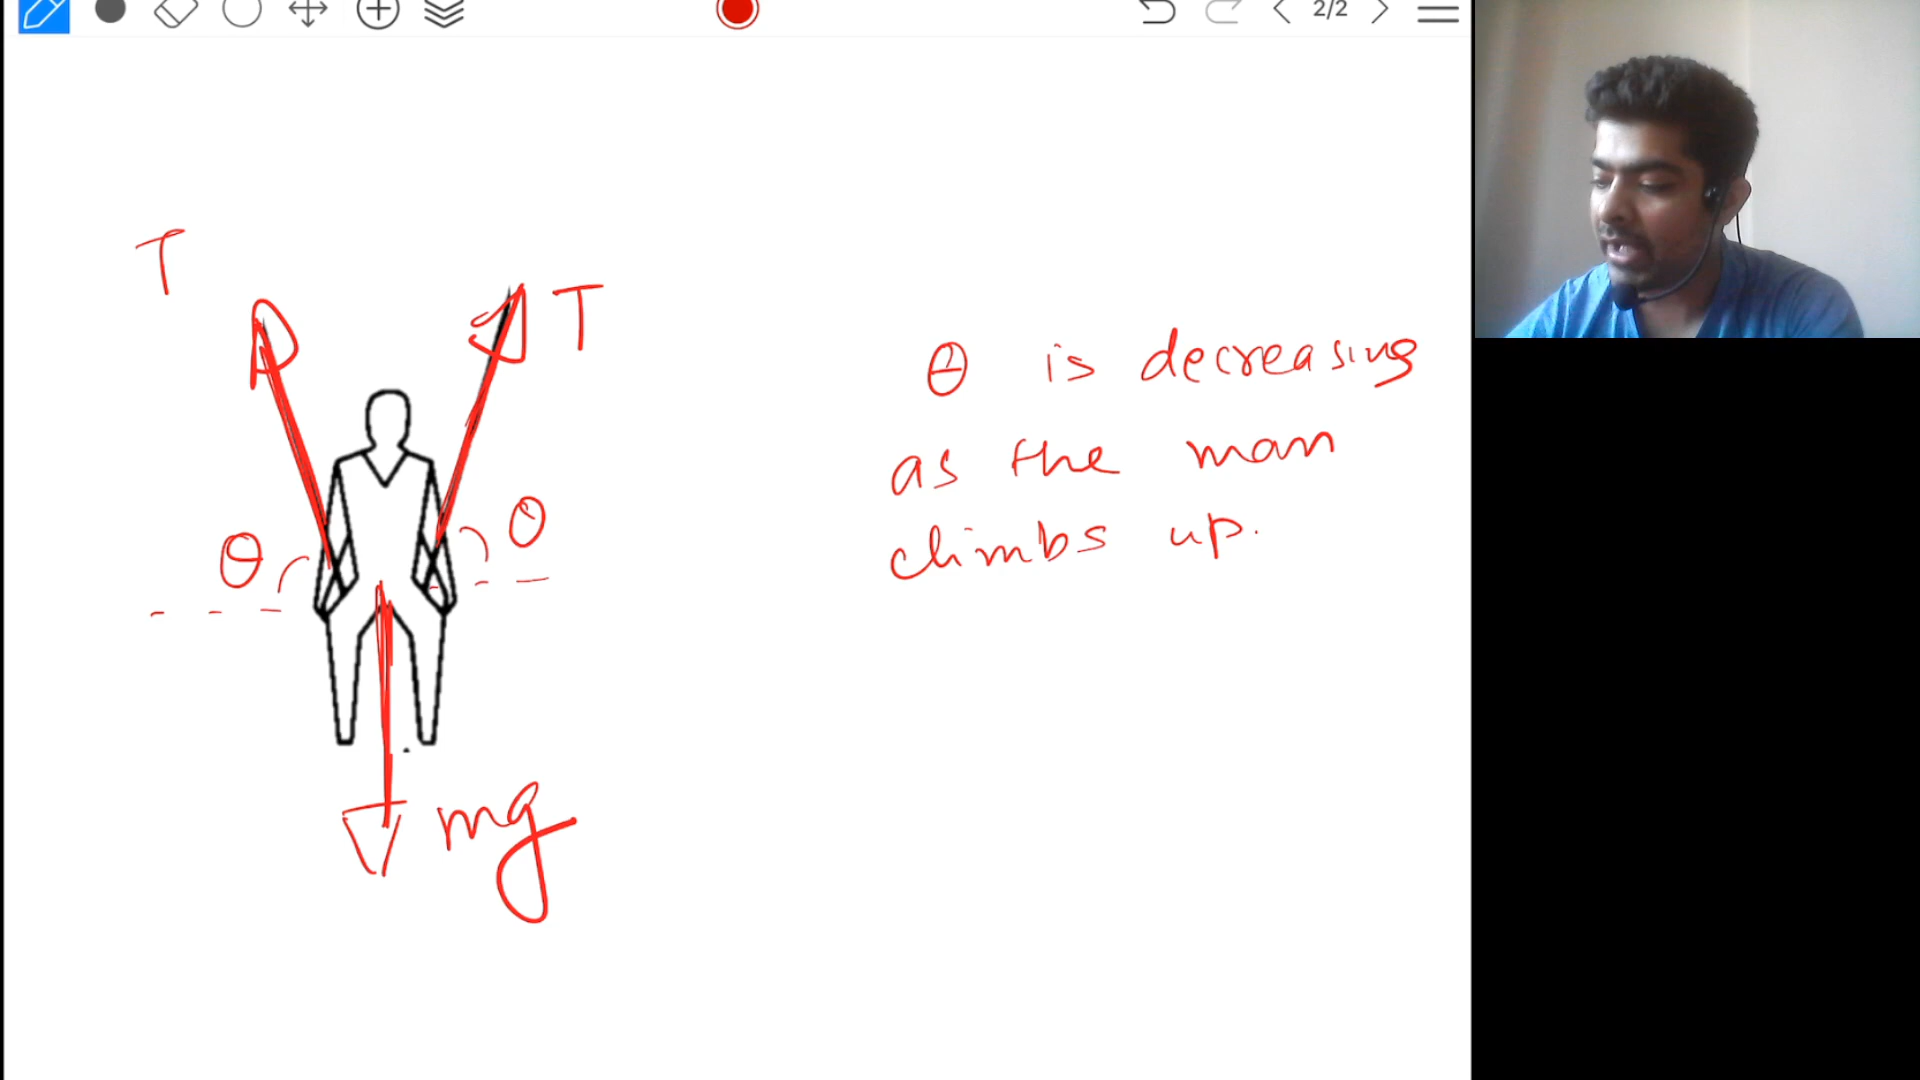 2/2
T
T
θ is decreasing
as the man
climbs up.
θ
θ
mg